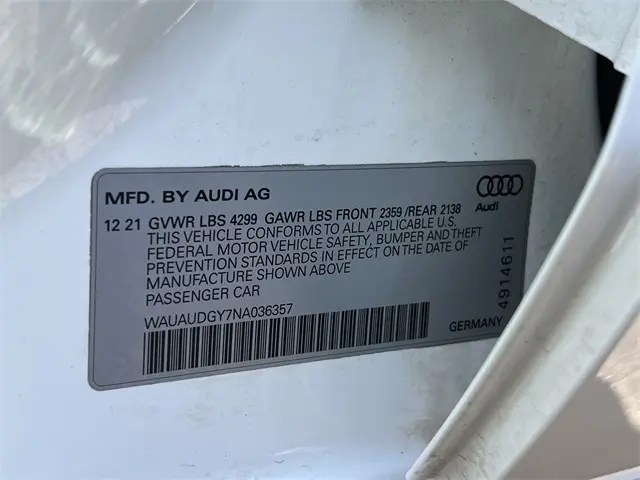 MFD. BY AUDI AG
Audi
12 21 GVWR LBS 4299 GAWR LBS FRONT 2359 /REAR 2138
THIS VEHICLE CONFORMS TO ALL APPLICABLE U.S.
FEDERAL MOTOR VEHICLE SAFETY, BUMPER AND THEFT
PREVENTION STANDARDS IN EFFECT ON THE DATE OF
MANUFACTURE SHOWN ABOVE
PASSENGER CAR
WAUAUDGY7NA036357
GERMANY
4914611